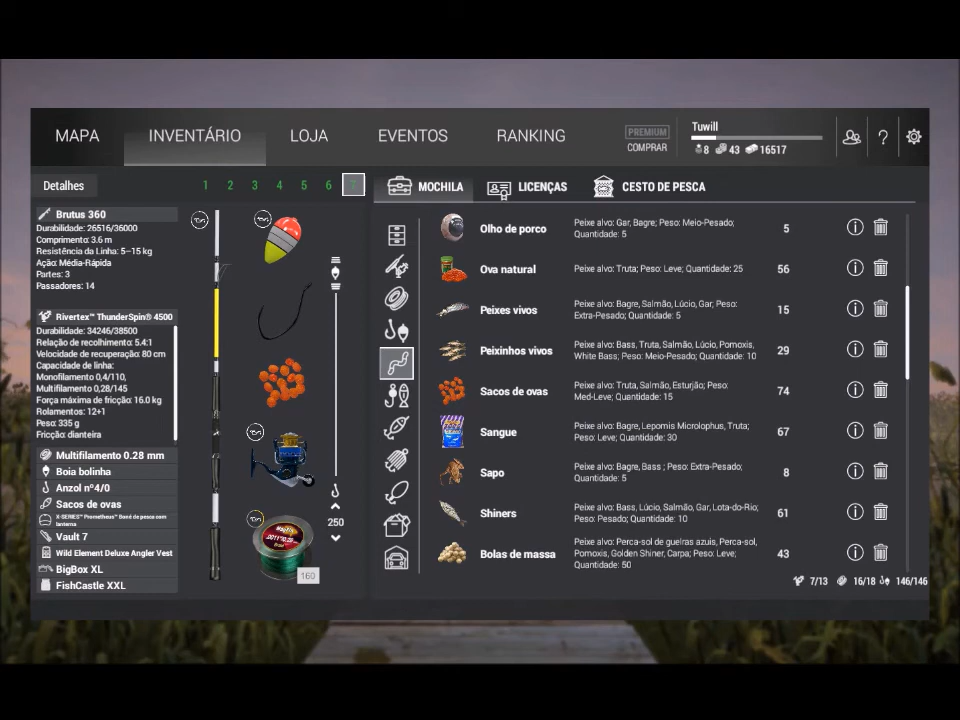 MAPA
INVENTÁRIO
LOJA
EVENTOS
RANKING
PREMIUM
COMPRAR
Tuwill
8 43 16517
?
Detalhes
1 2 3 4 5 6 7
MOCHILA
LICENÇAS
CESTO DE PESCA
Brutus 360
Durabilidade: 26516/36000
Comprimento: 3.6 m
Resistência da Linha: 5–15 kg
Ação: Média-Rápida
Partes: 3
Passadores: 14
Rivertex™ ThunderSpin® 4500
Durabilidade: 34246/38500
Relação de recolhimento: 5.4:1
Velocidade de recuperação: 80 cm
Capacidade de linha:
Monofilamento 0,4/110,
Multifilamento 0,28/145
Força máxima de fricção: 16.0 kg
Rolamentos: 12+1
Peso: 335 g
Fricção: dianteira
Multifilamento 0.28 mm
Boia bolinha
Anzol nº4/0
Sacos de ovas
X-SERIES™ Prometheus™ Boné de pesca com
lanterna
Vault 7
Wild Element Deluxe Angler Vest
BigBox XL
FishCastle XXL
250
160
Olho de porco
Peixe alvo: Gar, Bagre; Peso: Meio-Pesado;
Quantidade: 5
5
Ova natural
Peixe alvo: Truta; Peso: Leve; Quantidade: 25
56
Peixes vivos
Peixe alvo: Bagre, Salmão, Lúcio, Gar; Peso:
Extra-Pesado; Quantidade: 5
15
Peixinhos vivos
Peixe alvo: Bass, Truta, Salmão, Lúcio, Pomoxis,
White Bass; Peso: Meio-Pesado; Quantidade: 10
29
Sacos de ovas
Peixe alvo: Truta, Salmão, Esturjão; Peso:
Med-Leve; Quantidade: 15
74
Sangue
Peixe alvo: Bagre, Lepomis Microlophus, Truta;
Peso: Leve; Quantidade: 30
67
Sapo
Peixe alvo: Bagre, Bass ; Peso: Extra-Pesado;
Quantidade: 5
8
Shiners
Peixe alvo: Bass, Lúcio, Salmão, Gar, Lota-do-Rio;
Peso: Pesado; Quantidade: 10
61
Bolas de massa
Peixe alvo: Perca-sol de guelras azuis, Perca-sol,
Pomoxis, Golden Shiner, Carpa; Peso: Leve;
Quantidade: 50
43
7/13 16/18 146/146